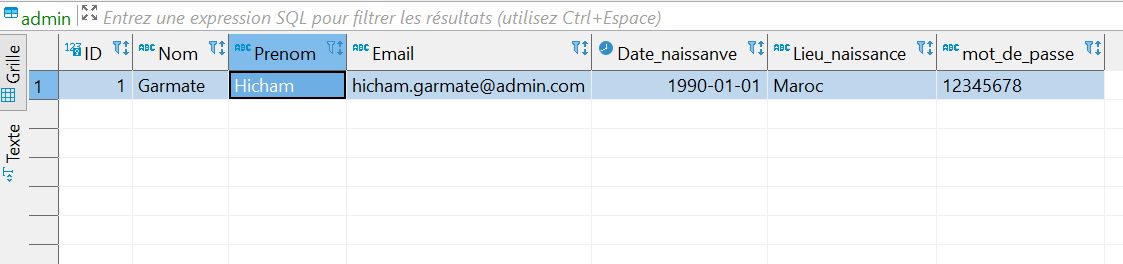 admin Entrez une expression SQL pour filtrer les résultats (utilisez Ctrl+Espace)
Grille
123 ID ABC Nom ABC Prenom ABC Email Date_naissanve ABC Lieu_naissance ABC mot_de_passe
1 1 Garmate Hicham hicham.garmate@admin.com 1990-01-01 Maroc 12345678
Texte